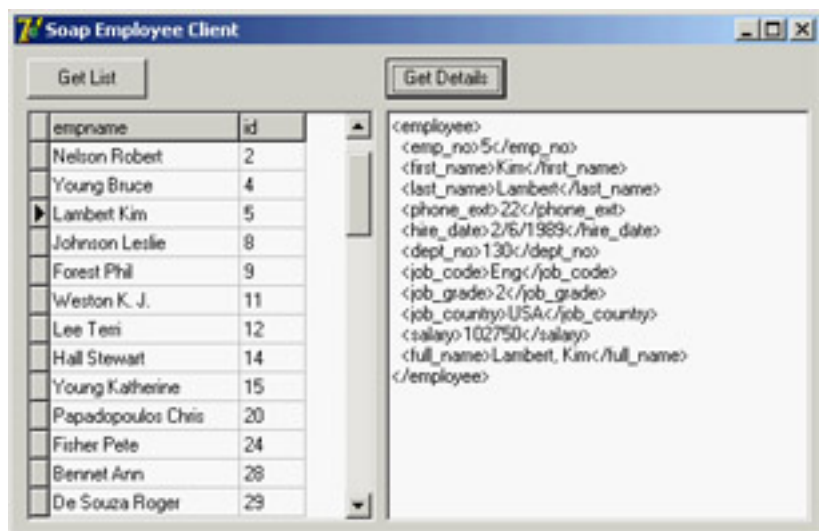 Soap Employee Client
Get List
Get Details
empname id
Nelson Robert 2
Young Bruce 4
Lambert Kim 5
Johnson Leslie 8
Forest Phil 9
Weston K. J. 11
Lee Terri 12
Hall Stewart 14
Young Katherine 15
Papadopoulos Chris 20
Fisher Pete 24
Bennet Ann 28
De Souza Roger 29
<employee>
<emp_no>5</emp_no>
<first_name>Kim</first_name>
<last_name>Lambert</last_name>
<phone_ext>22</phone_ext>
<hire_date>2/6/1989</hire_date>
<dept_no>130</dept_no>
<job_code>Eng</job_code>
<job_grade>2</job_grade>
<job_country>USA</job_country>
<salary>102750</salary>
<full_name>Lambert, Kim</full_name>
</employee>